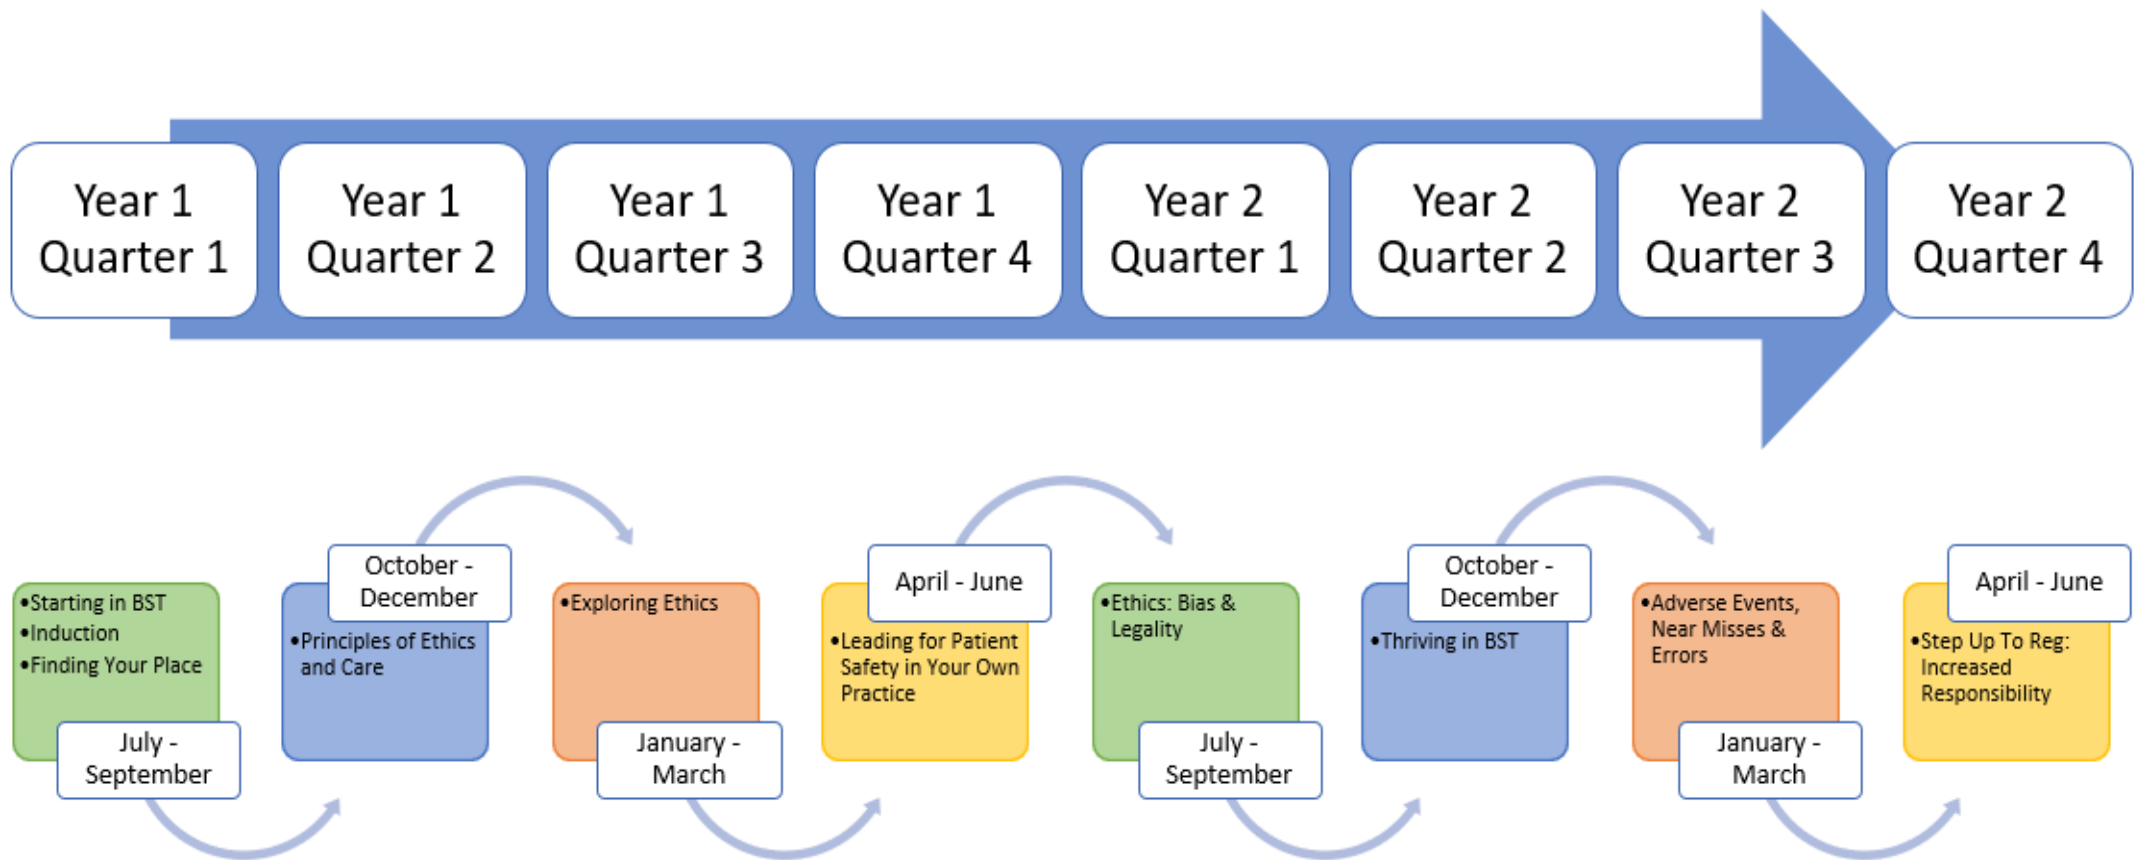 Year 1
Quarter 1
Year 1
Quarter 2
Year 1
Quarter 3
Year 1
Quarter 4
Year 2
Quarter 1
Year 2
Quarter 2
Year 2
Quarter 3
Year 2
Quarter 4
•Starting in BST
•Induction
•Finding Your Place
July -
September
October -
December
•Principles of Ethics
and Care
•Exploring Ethics
January -
March
April - June
•Leading for Patient
Safety in Your Own
Practice
•Ethics: Bias &
Legality
July -
September
October -
December
•Thriving in BST
•Adverse Events,
Near Misses &
Errors
January -
March
April - June
•Step Up To Reg:
Increased
Responsibility